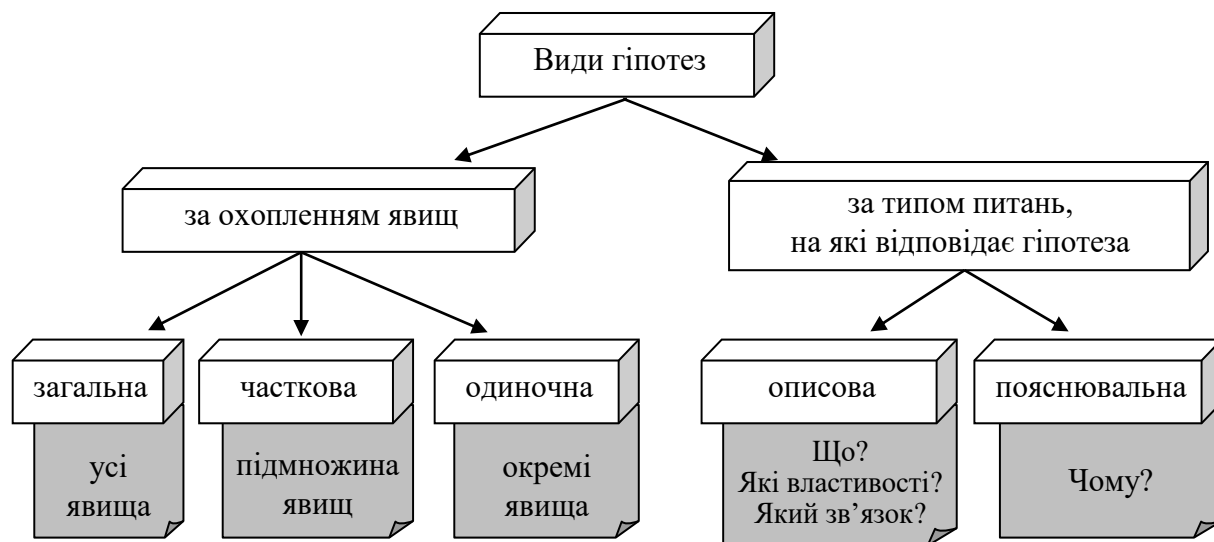 Види гіпотез
за охопленням явищ
за типом питань,
на які відповідає гіпотеза
загальна
усі
явища
часткова
підмножина
явищ
одиночна
окремі
явища
описова
Що?
Які властивості?
Який зв’язок?
пояснювальна
Чому?